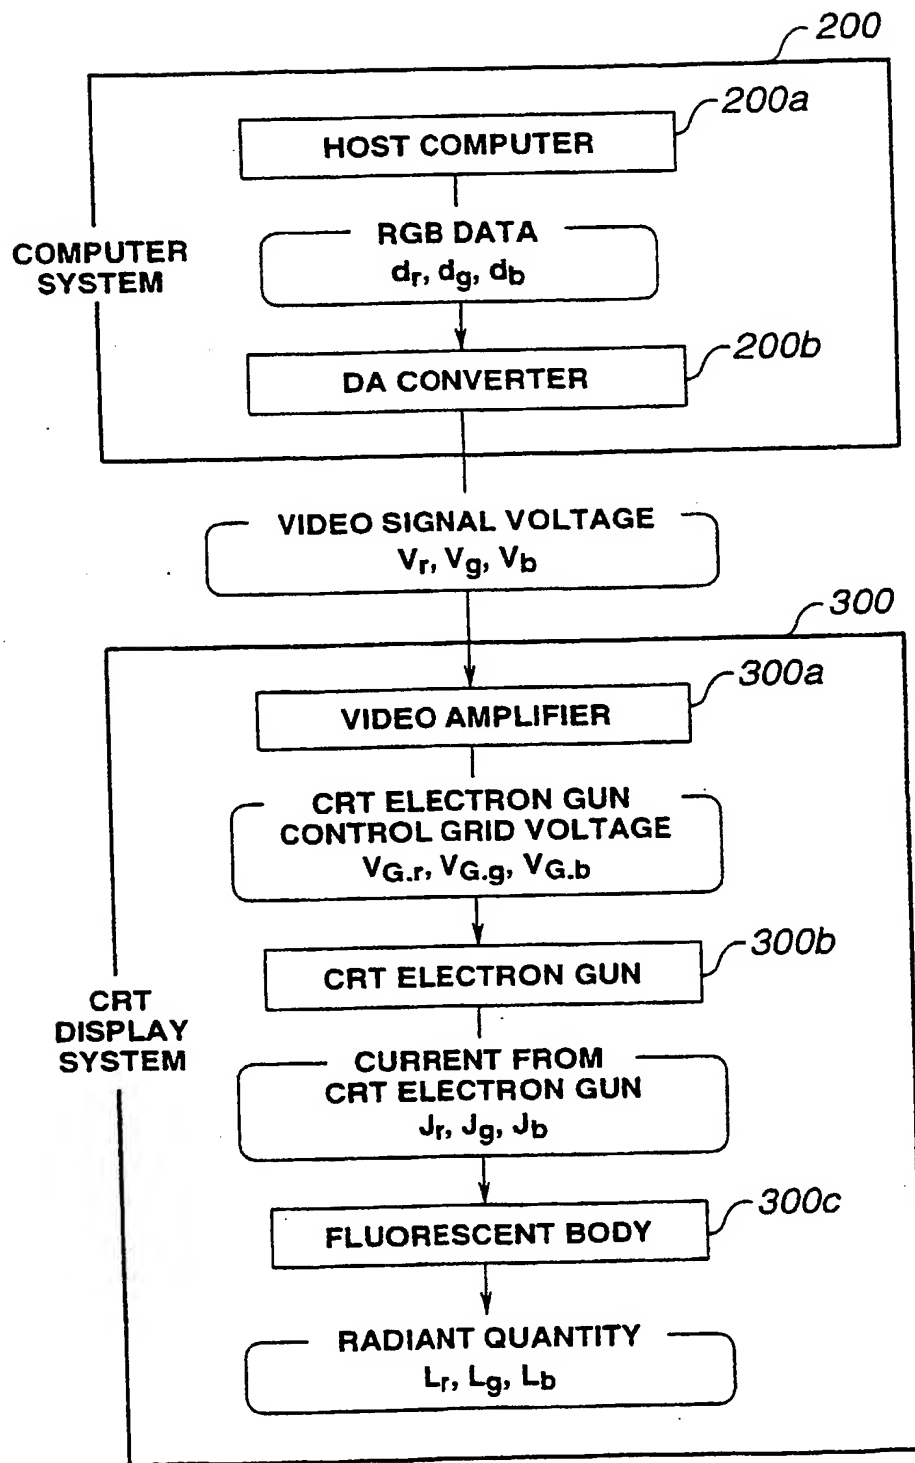 200
200a
HOST COMPUTER
RGB DATA
dr, dg, db
COMPUTER
SYSTEM
200b
DA CONVERTER
VIDEO SIGNAL VOLTAGE
Vr, Vg, Vb
300
300a
VIDEO AMPLIFIER
CRT ELECTRON GUN
CONTROL GRID VOLTAGE
VG.r, VG.g, VG.b
300b
CRT ELECTRON GUN
CRT
DISPLAY
SYSTEM
CURRENT FROM
CRT ELECTRON GUN
Jr, Jg, Jb
300c
FLUORESCENT BODY
RADIANT QUANTITY
Lr, Lg, Lb